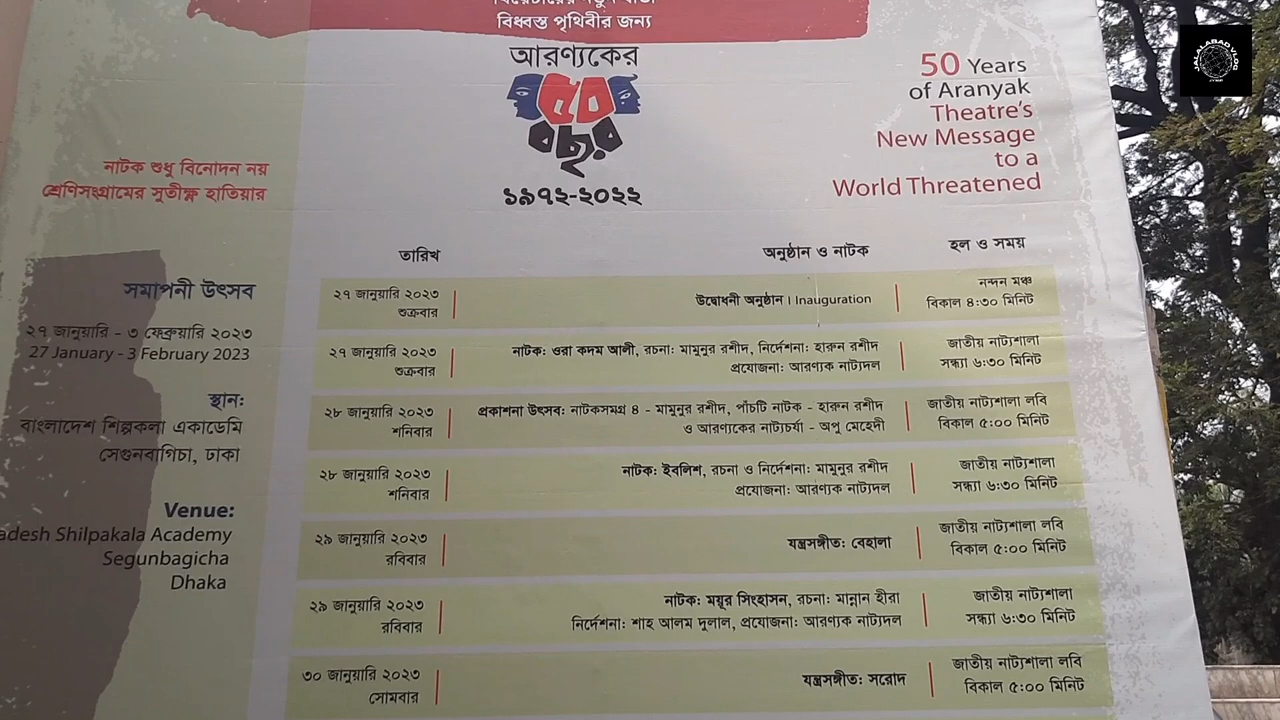 বিধ্বস্ত পৃথিবীর জন্য
আরণ্যকের
৫০
বছর
১৯৭২-২০২২
50 Years
of Aranyak
Theatre's
New Message
to a
World Threatened
নাটক শুধু বিনোদন নয়
শ্রেণিসংগ্রামের সুতীক্ষ্ণ হাতিয়ার
সমাপনী উৎসব
২৭ জানুয়ারি - ৩ ফেব্রুয়ারি ২০২৩
27 January - 3 February 2023
স্থান:
বাংলাদেশ শিল্পকলা একাডেমি
সেগুনবাগিচা, ঢাকা
Venue:
adesh Shilpakala Academy
Segunbagicha
Dhaka
তারিখ অনুষ্ঠান ও নাটক হল ও সময়
২৭ জানুয়ারি ২০২৩ উদ্বোধনী অনুষ্ঠান। Inauguration নন্দন মঞ্চ
শুক্রবার বিকাল ৪:৩০ মিনিট
২৭ জানুয়ারি ২০২৩ নাটক: ওরা কদম আলী, রচনা: মামুনুর রশীদ, নির্দেশনা: হারুন রশীদ জাতীয় নাট্যশালা
শুক্রবার প্রযোজনা: আরণ্যক নাট্যদল সন্ধ্যা ৬:৩০ মিনিট
২৮ জানুয়ারি ২০২৩ প্রকাশনা উৎসব: নাটকসমগ্র ৪ - মামুনুর রশীদ, পাঁচটি নাটক - হারুন রশীদ জাতীয় নাট্যশালা লবি
শনিবার ও আরণ্যকের নাট্যচর্যা - অপু মেহেদী বিকাল ৫:০০ মিনিট
২৮ জানুয়ারি ২০২৩ নাটক: ইবলিশ, রচনা ও নির্দেশনা: মামুনুর রশীদ জাতীয় নাট্যশালা
শনিবার প্রযোজনা: আরণ্যক নাট্যদল সন্ধ্যা ৬:৩০ মিনিট
২৯ জানুয়ারি ২০২৩ যন্ত্রসঙ্গীত: বেহালা জাতীয় নাট্যশালা লবি
রবিবার বিকাল ৫:০০ মিনিট
২৯ জানুয়ারি ২০২৩ নাটক: ময়ূর সিংহাসন, রচনা: মান্নান হীরা জাতীয় নাট্যশালা
রবিবার নির্দেশনা: শাহ আলম দুলাল, প্রযোজনা: আরণ্যক নাট্যদল সন্ধ্যা ৬:৩০ মিনিট
৩০ জানুয়ারি ২০২৩ যন্ত্রসঙ্গীত: সরোদ জাতীয় নাট্যশালা লবি
সোমবার বিকাল ৫:০০ মিনিট
JALALABAD VLOG